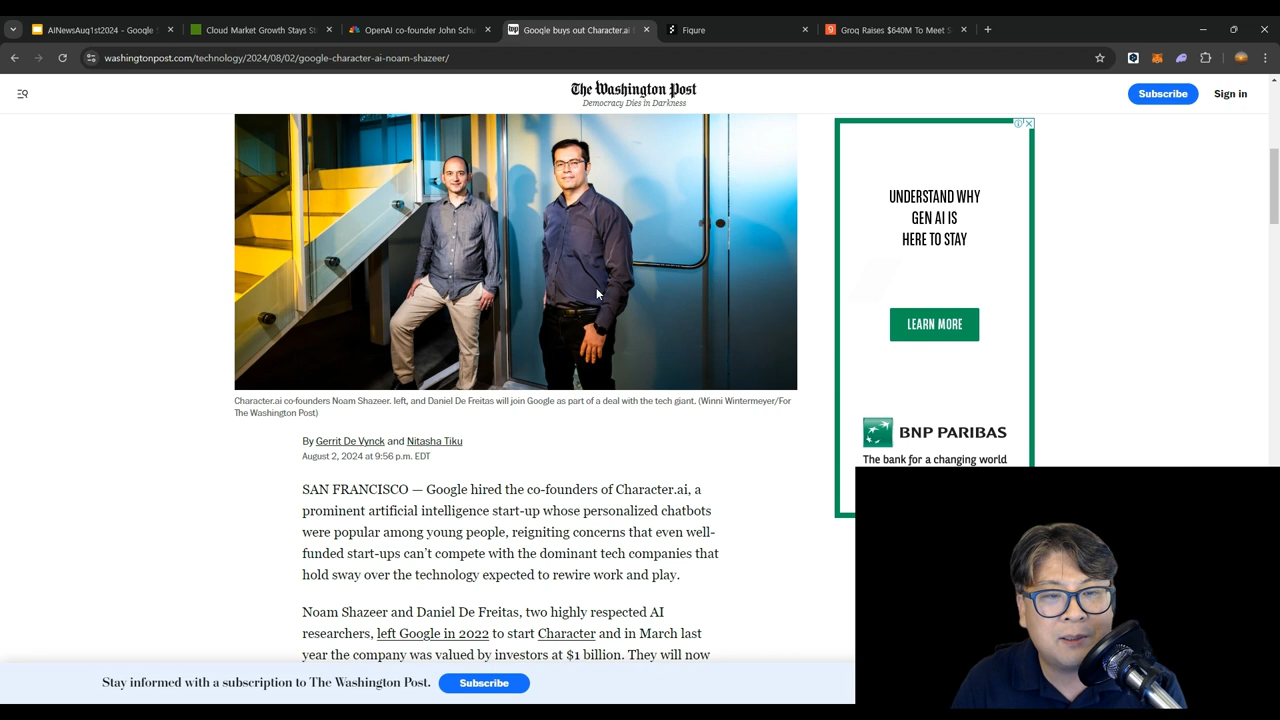 AINewsAug1st2024 - Google S
Cloud Market Growth Stays St
OpenAI co-founder John Schu
Google buys out Character.ai f
Figure
Groq Raises $640M To Meet S
washingtonpost.com/technology/2024/08/02/google-character-ai-noam-shazeer/
The Washington Post
Democracy Dies in Darkness
Subscribe
Sign in
UNDERSTAND WHY
GEN AI IS
HERE TO STAY
LEARN MORE
BNP PARIBAS
The bank for a changing world
Character.ai co-founders Noam Shazeer, left, and Daniel De Freitas will join Google as part of a deal with the tech giant. (Winni Wintermeyer/For
The Washington Post)
By Gerrit De Vynck and Nitasha Tiku
August 2, 2024 at 9:56 p.m. EDT
SAN FRANCISCO — Google hired the co-founders of Character.ai, a
prominent artificial intelligence start-up whose personalized chatbots
were popular among young people, reigniting concerns that even well-
funded start-ups can’t compete with the dominant tech companies that
hold sway over the technology expected to rewire work and play.
Noam Shazeer and Daniel De Freitas, two highly respected AI
researchers, left Google in 2022 to start Character and in March last
year the company was valued by investors at $1 billion. They will now
Stay informed with a subscription to The Washington Post.
Subscribe